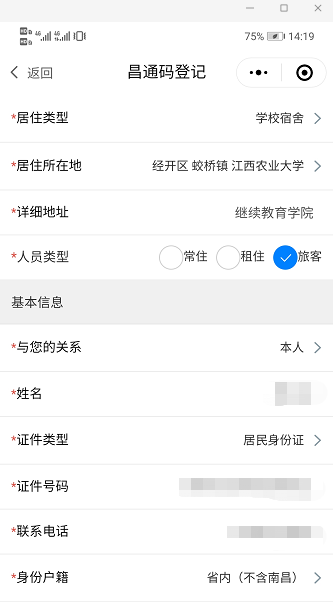 75% 14:19
返回 昌通码登记
*居住类型 学校宿舍
*居住所在地 经开区 蛟桥镇 江西农业大学
*详细地址 继续教育学院
*人员类型 常住 租住 旅客
基本信息
*与您的关系 本人
*姓名
*证件类型 居民身份证
*证件号码
*联系电话
*身份户籍 省内（不含南昌）